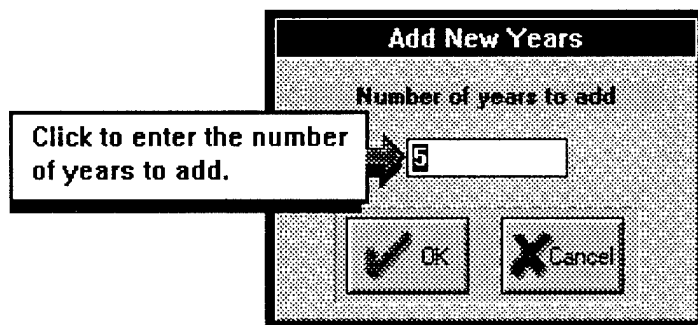 Add New Years
Number of years to add
Click to enter the number
of years to add.
5
OK
Cancel